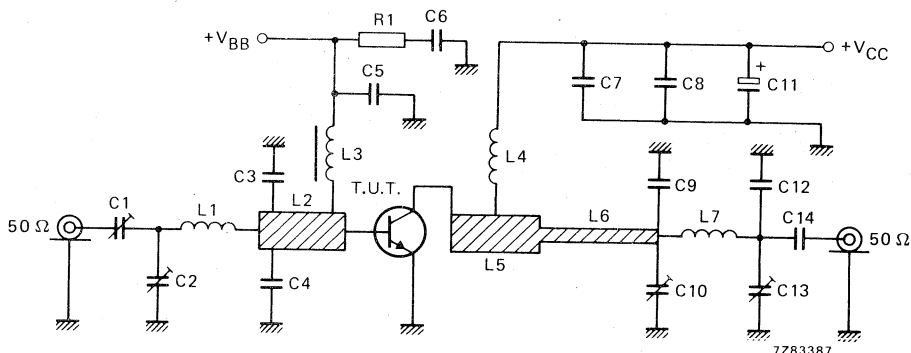 R1
C6
+VBB
+VCC
C5
+
C7
C8
C11
L3
L4
C3
T.U.T.
L2
C9
C12
C1
L1
L6
L7
C14
50 Ω
50 Ω
L5
C2
C4
C10
C13
7Z83387